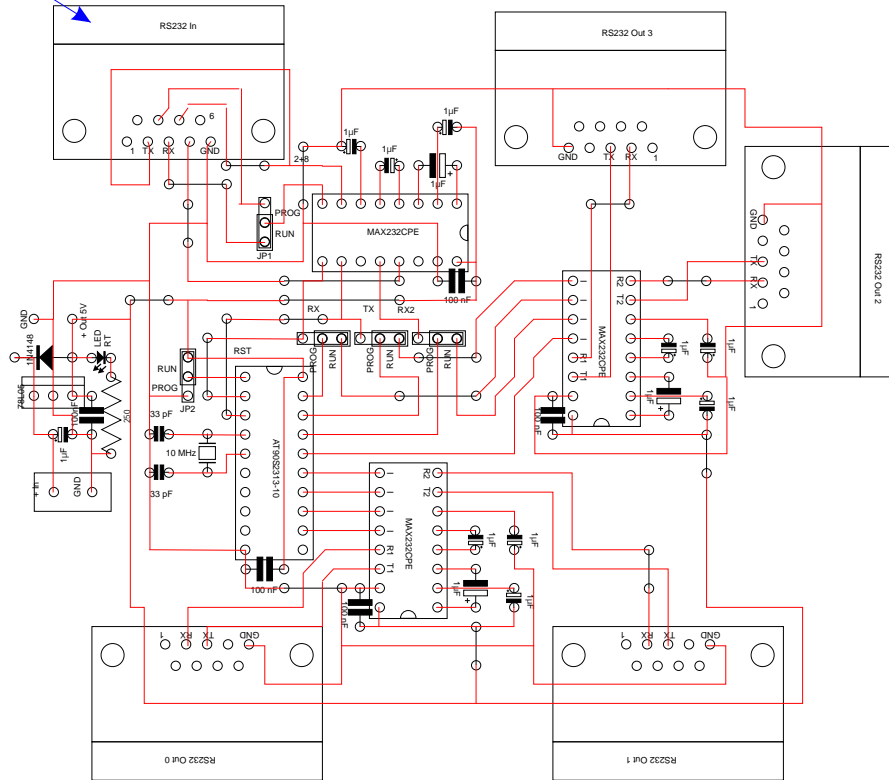 RS232 In
RS232 Out 3
6
1 TX RX GND
2+8
1µF
1µF
1µF
1µF
GND TX RX 1
PROG
RUN
JP1
MAX232CPE
100 nF
RS232 Out 2
GND
TX
RX
1
GND
+ Out 5V
1N4148
LED
RT
78L05
100nF
250
1µF
+ In
GND
RUN
PROG
JP2
RST
RX
TX
RX2
PROG
RUN
PROG
RUN
PROG
RUN
33 pF
10 MHz
33 pF
AT90S2313-10
100 nF
R2
T2
MAX232CPE
R1
T1
1µF
1µF
1µF
1µF
100 nF
R2
T2
MAX232CPE
R1
T1
1µF
1µF
1µF
1µF
100 nF
1 RX TX GND
RS232 Out 0
1 RX TX GND
RS232 Out 1